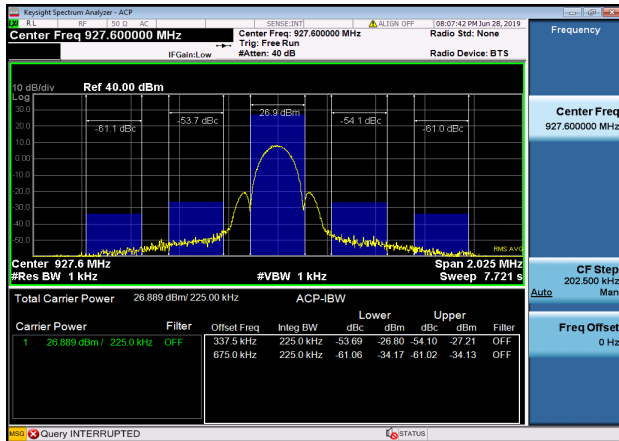 Keysight Spectrum Analyzer - ACP
RL RF 50 Ω AC SENSE:INT ALIGN OFF 08:07:42 PM Jun 28, 2019
Center Freq 927.600000 MHz
Center Freq: 927.600000 MHz
Radio Std: None
Trig: Free Run
IFGain:Low
#Atten: 40 dB
Radio Device: BTS
Frequency
10 dB/div Ref 40.00 dBm
Log
30.0
20.0
10.0
0.00
-10.0
-20.0
-30.0
-40.0
-50.0
-61.1 dBc
-53.7 dBc
26.9 dBm
-54.1 dBc
-61.0 dBc
RMS AVG
Center 927.6 MHz Span 2.025 MHz
#Res BW 1 kHz #VBW 1 kHz Sweep 7.721 s
Total Carrier Power 26.889 dBm/ 225.00 kHz ACP-IBW
Lower Upper
Carrier Power Filter Offset Freq Integ BW dBc dBm dBc dBm Filter
1 26.889 dBm / 225.0 kHz OFF 337.5 kHz 225.0 kHz -53.69 -26.80 -54.10 -27.21 OFF
675.0 kHz 225.0 kHz -61.06 -34.17 -61.02 -34.13 OFF
Center Freq
927.600000 MHz
CF Step
202.500 kHz
Auto Man
Freq Offset
0 Hz
MSG Query INTERRUPTED STATUS